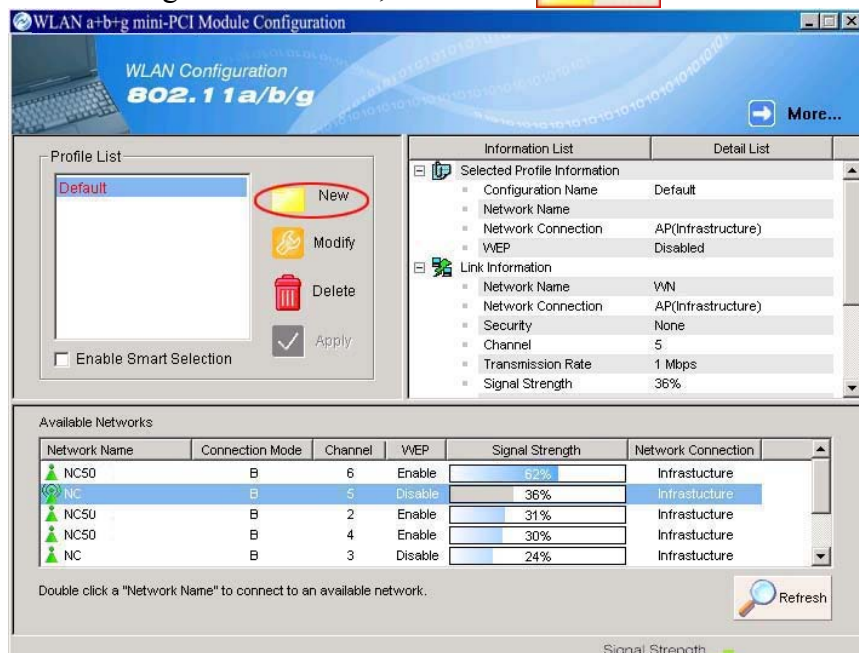 WLAN a+b+g mini-PCI Module Configuration
WLAN Configuration
802.11a/b/g
More...
Profile List
Default
New
Modify
Delete
Apply
Enable Smart Selection
Information List Detail List
Selected Profile Information
Configuration Name Default
Network Name
Network Connection AP(Infrastructure)
WEP Disabled
Link Information
Network Name WN
Network Connection AP(Infrastructure)
Security None
Channel 5
Transmission Rate 1 Mbps
Signal Strength 36%
Available Networks
Network Name Connection Mode Channel WEP Signal Strength Network Connection
NC50 B 6 Enable 62% Infrastucture
NC B 5 Disable 36% Infrastucture
NC50 B 2 Enable 31% Infrastucture
NC50 B 4 Enable 30% Infrastucture
NC B 3 Disable 24% Infrastucture
Double click a "Network Name" to connect to an available network.
Refresh
Signal Strength